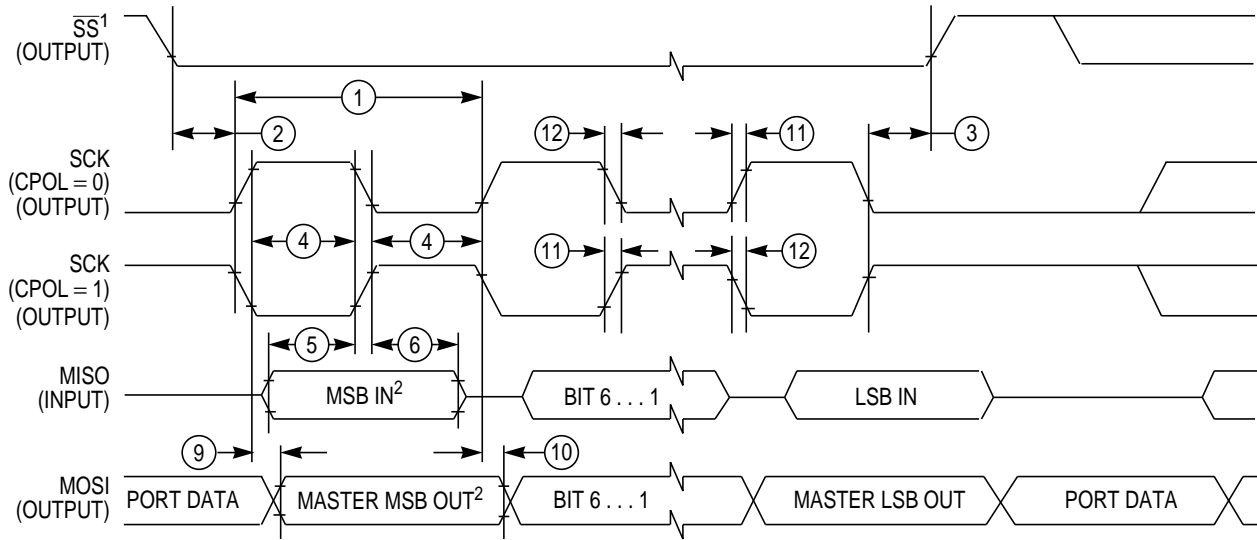 SS¹
(OUTPUT)
1
2
12
11
3
SCK
(CPOL = 0)
(OUTPUT)
4
4
SCK
(CPOL = 1)
(OUTPUT)
11
12
5
6
MISO
(INPUT)
MSB IN²
BIT 6 . . . 1
LSB IN
9
10
MOSI
(OUTPUT)
PORT DATA
MASTER MSB OUT²
BIT 6 . . . 1
MASTER LSB OUT
PORT DATA